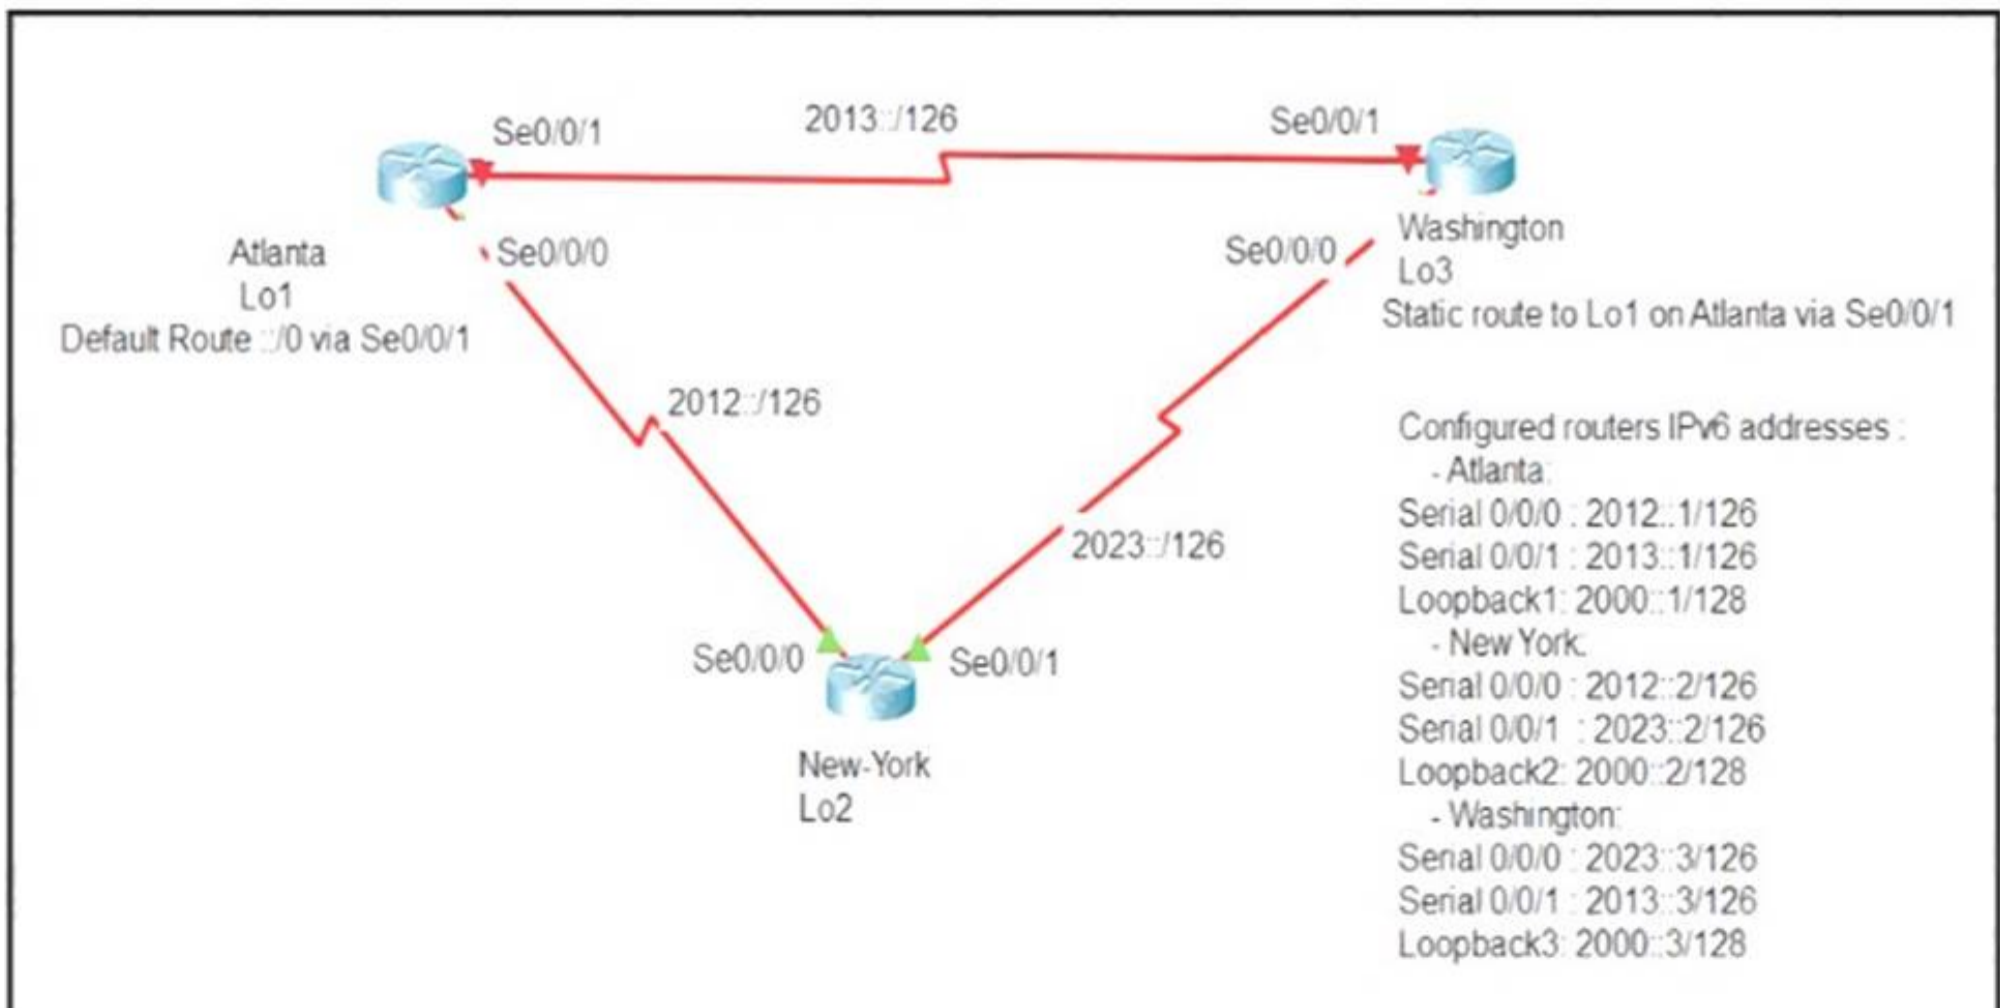 Se0/0/1
2013::/126
Se0/0/1
Atlanta
Lo1
Default Route ::/0 via Se0/0/1
Se0/0/0
Se0/0/0
Washington
Lo3
Static route to Lo1 on Atlanta via Se0/0/1
2012::/126
2023::/126
Se0/0/0
Se0/0/1
New-York
Lo2
Configured routers IPv6 addresses :
- Atlanta:
Serial 0/0/0 : 2012::1/126
Serial 0/0/1 : 2013::1/126
Loopback1: 2000::1/128
- New York:
Serial 0/0/0 : 2012::2/126
Serial 0/0/1 : 2023::2/126
Loopback2: 2000::2/128
- Washington:
Serial 0/0/0 : 2023::3/126
Serial 0/0/1 : 2013::3/126
Loopback3: 2000::3/128